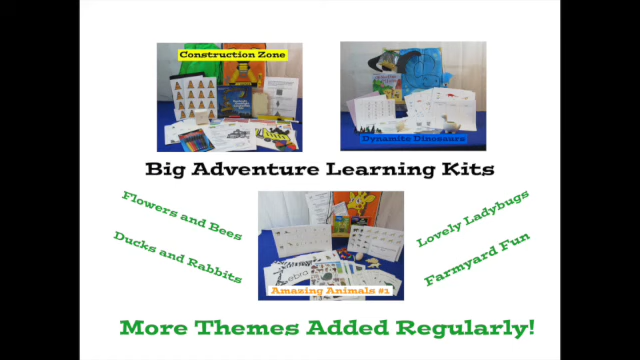 Construction Zone
Dynamite Dinosaurs
Big Adventure Learning Kits
Flowers and Bees
Lovely Ladybugs
Ducks and Rabbits
Farmyard Fun
ebra
Amazing Animals #1
More Themes Added Regularly!